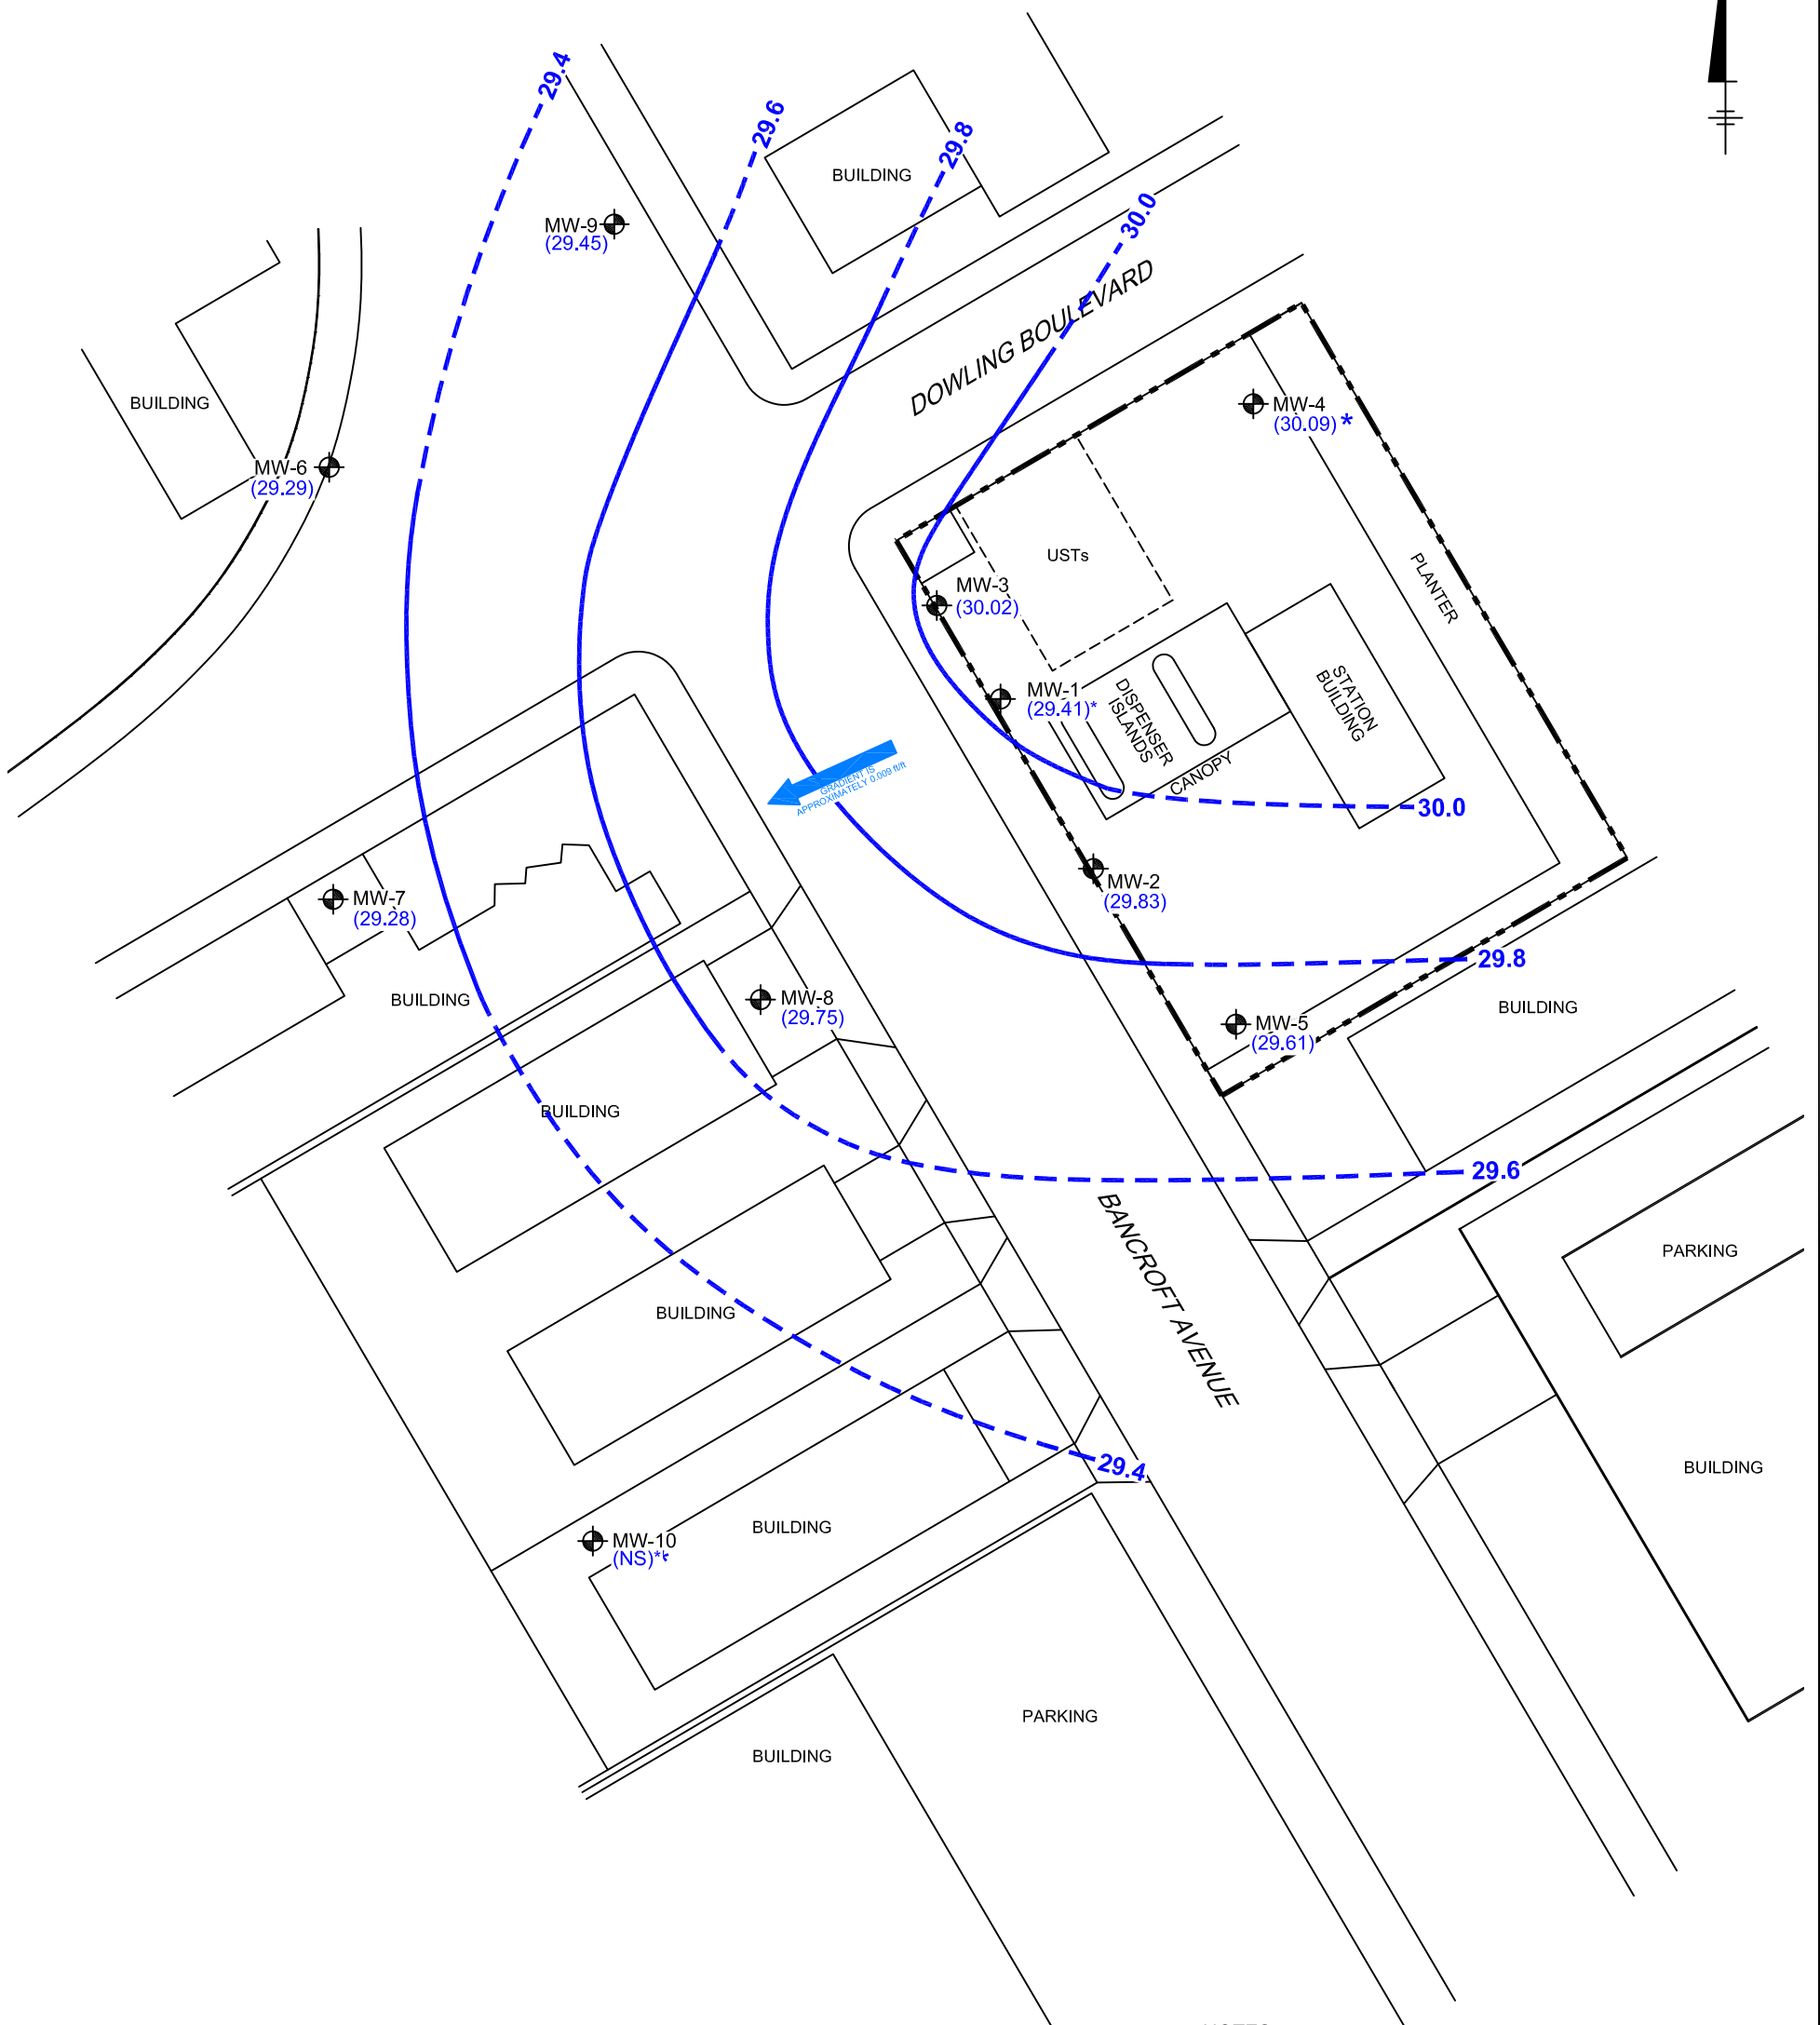 29.4
29.6
29.8
30.0
BUILDING
MW-9
(29.45)
DOWLING BOULEVARD
BUILDING
MW-4
(30.09)*
MW-6
(29.29)
USTs
PLANTER
MW-3
(30.02)
MW-1
(29.41)*
DISPENSER
ISLANDS
STATION
BUILDING
CANOPY
GRADIENT IS
APPROXIMATELY 0.009 ft/ft
30.0
MW-2
(29.83)
MW-7
(29.28)
29.8
BUILDING
MW-8
(29.75)
BUILDING
MW-5
(29.61)
BUILDING
29.6
BANCROFT AVENUE
PARKING
BUILDING
29.4
BUILDING
MW-10
(NS)**
BUILDING
PARKING
BUILDING